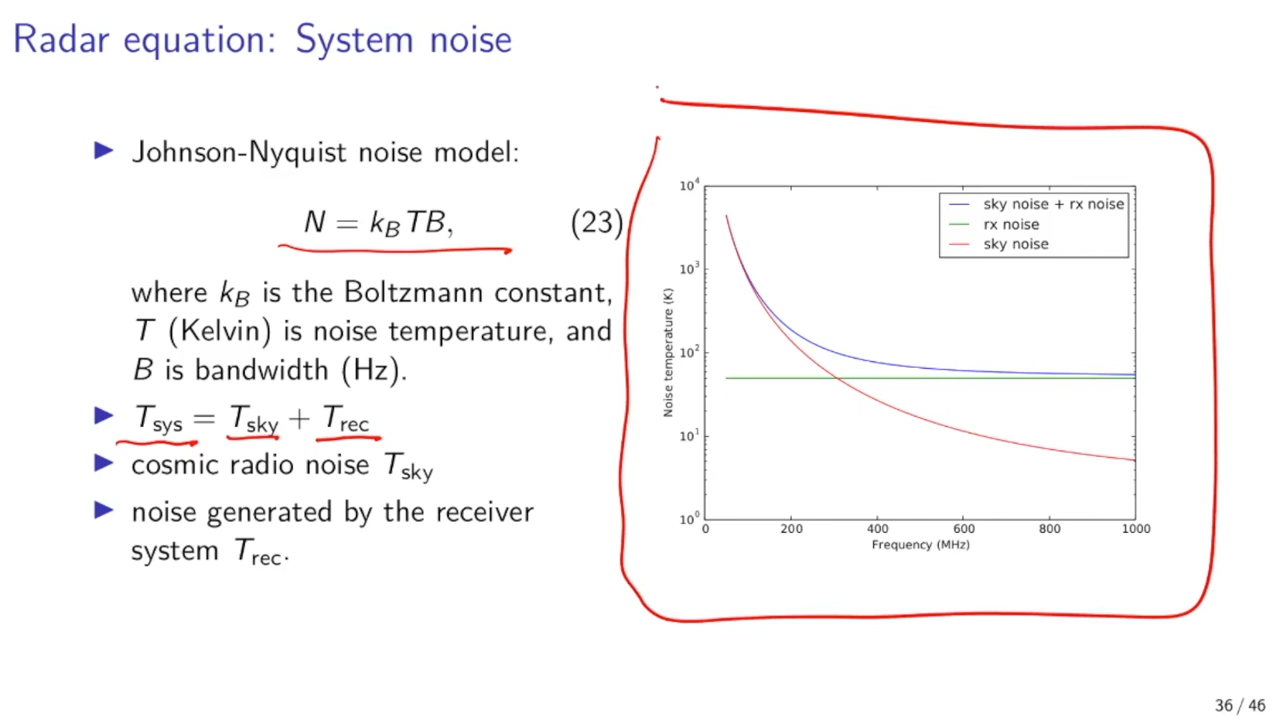 Radar equation: System noise
▶ Johnson-Nyquist noise model:
N = k_B TB, (23)
where k_B is the Boltzmann constant,
T (Kelvin) is noise temperature, and
B is bandwidth (Hz).
▶ T_sys = T_sky + T_rec
▶ cosmic radio noise T_sky
▶ noise generated by the receiver
system T_rec.
sky noise + rx noise
rx noise
sky noise
Noise temperature (K)
10^4
10^3
10^2
10^1
10^0
0 200 400 600 800 1000
Frequency (MHz)
36 / 46